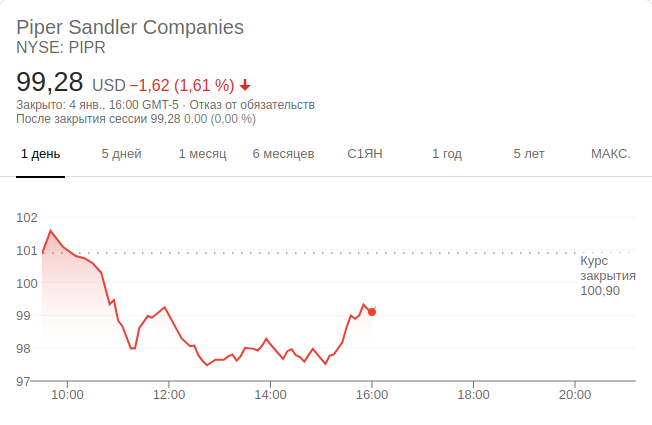 Piper Sandler Companies
NYSE: PIPR
99,28 USD −1,62 (1,61 %)
Закрыто: 4 янв., 16:00 GMT-5 · Отказ от обязательств
После закрытия сессии 99,28 0,00 (0,00 %)
1 день 5 дней 1 месяц 6 месяцев С1ЯН 1 год 5 лет МАКС.
102
101
Курс
закрытия
100,90
100
99
98
97
10:00 12:00 14:00 16:00 18:00 20:00